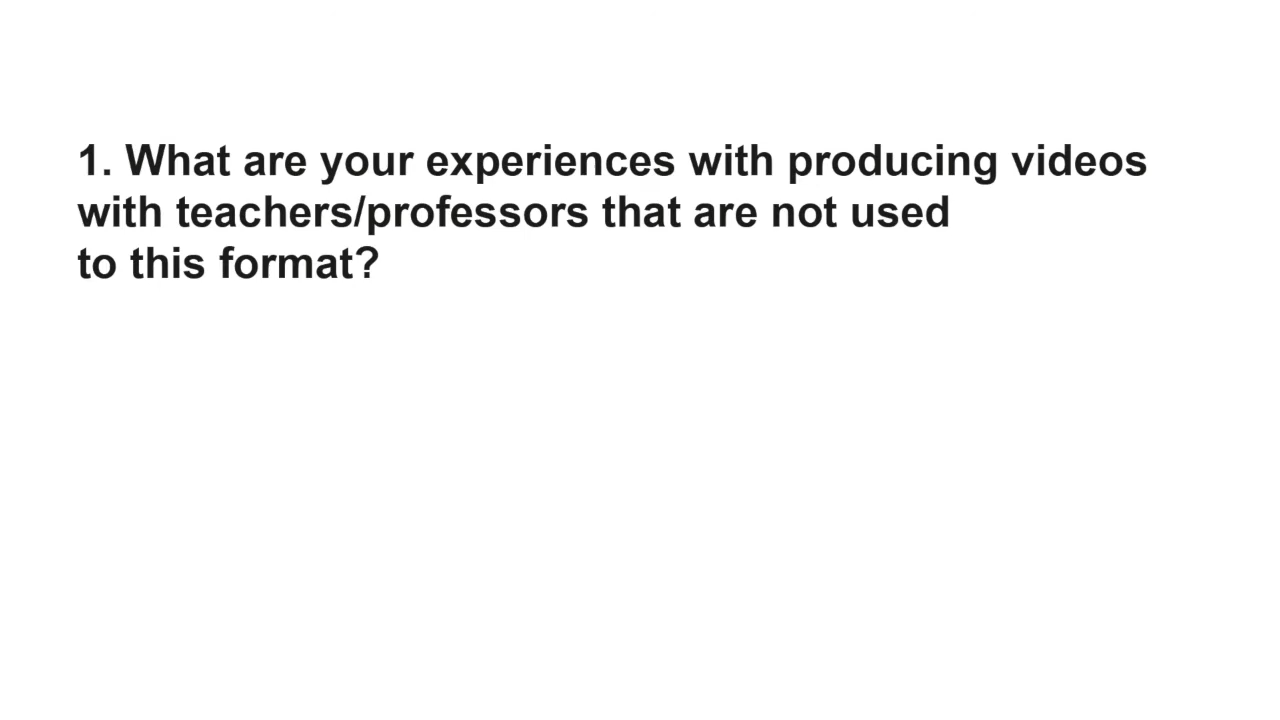 1. What are your experiences with producing videos
with teachers/professors that are not used
to this format?